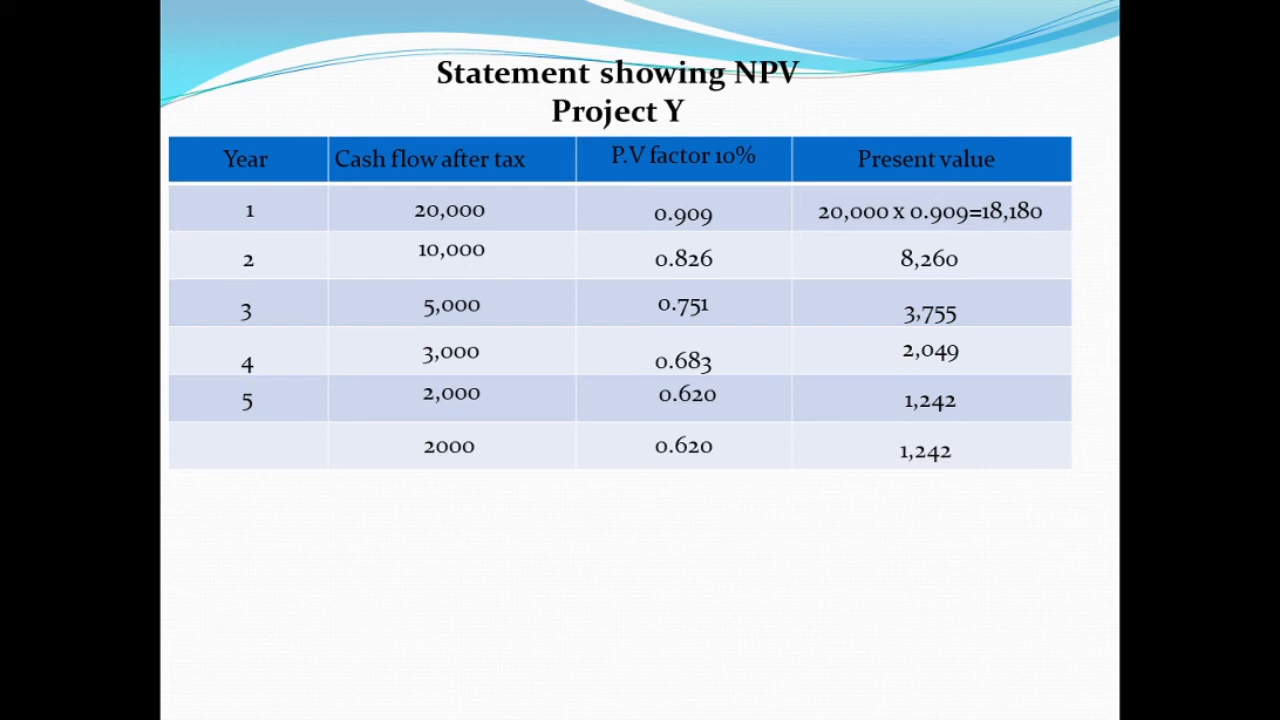 Statement showing NPV
Project Y
Year Cash flow after tax P.V factor 10% Present value
1 20,000 0.909 20,000 x 0.909=18,180
2 10,000 0.826 8,260
3 5,000 0.751 3,755
4 3,000 0.683 2,049
5 2,000 0.620 1,242
2000 0.620 1,242